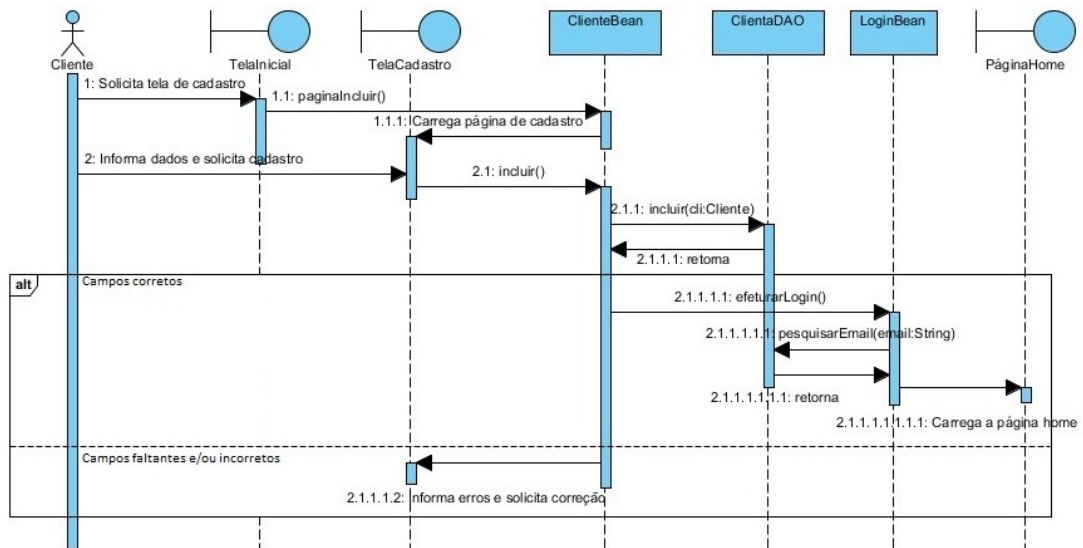 ClienteBean
ClientaDAO
LoginBean
Cliente
TelaInicial
TelaCadastro
PáginaHome
1: Solicita tela de cadastro
1.1: paginaIncluir()
1.1.1: Carrega página de cadastro
2: Informa dados e solicita cadastro
2.1: incluir()
2.1.1: incluir(cli:Cliente)
2.1.1.1: retorna
alt
Campos corretos
2.1.1.1.1: efeturarLogin()
2.1.1.1.1.1: pesquisarEmail(email:String)
2.1.1.1.1.1.1: retorna
2.1.1.1.1.1.1.1: Carrega a página home
Campos faltantes e/ou incorretos
2.1.1.1.2: Informa erros e solicita correção